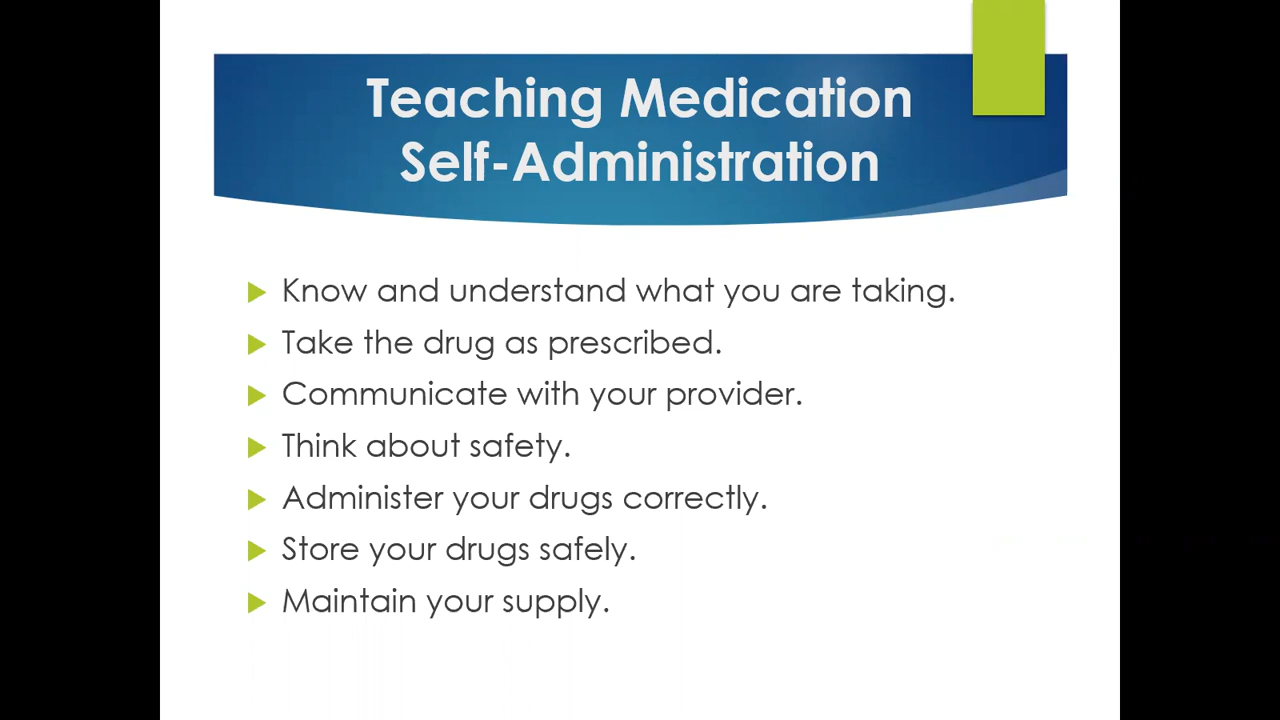 Teaching Medication
Self-Administration
Know and understand what you are taking.
Take the drug as prescribed.
Communicate with your provider.
Think about safety.
Administer your drugs correctly.
Store your drugs safely.
Maintain your supply.